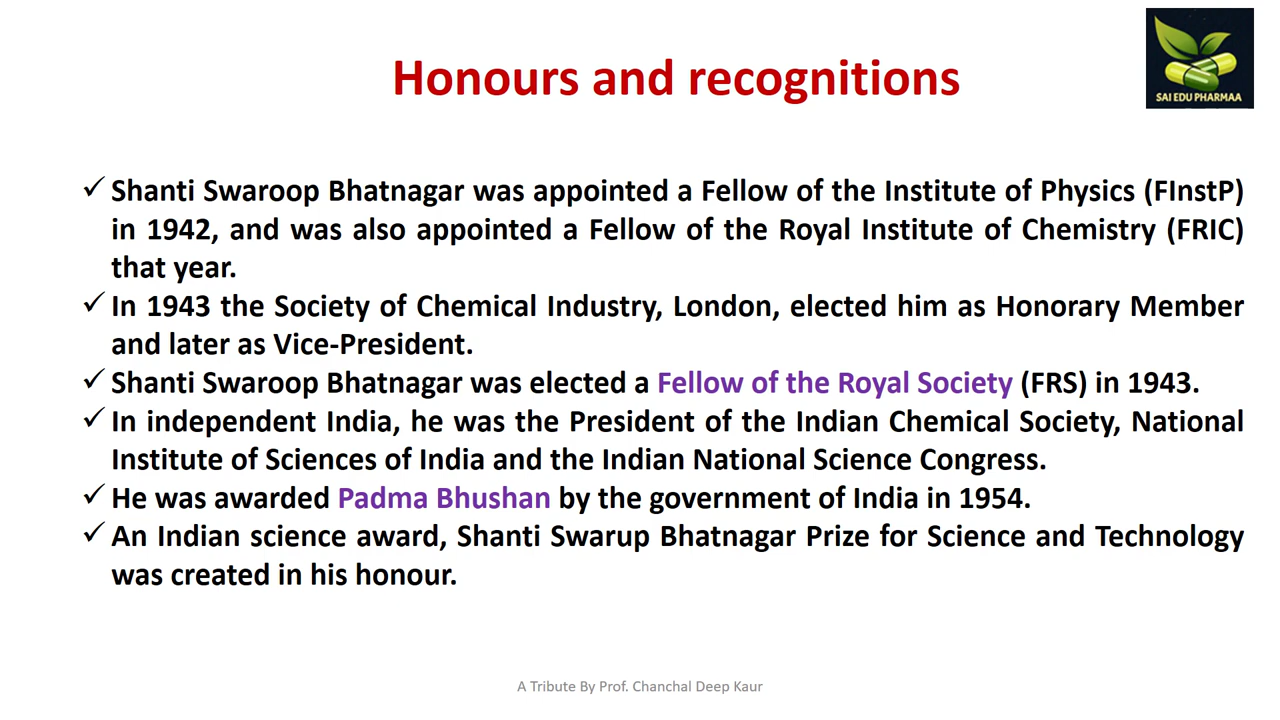 Honours and recognitions
SAI EDU PHARMAA
✓ Shanti Swaroop Bhatnagar was appointed a Fellow of the Institute of Physics (FInstP)
in 1942, and was also appointed a Fellow of the Royal Institute of Chemistry (FRIC)
that year.
✓ In 1943 the Society of Chemical Industry, London, elected him as Honorary Member
and later as Vice-President.
✓ Shanti Swaroop Bhatnagar was elected a Fellow of the Royal Society (FRS) in 1943.
✓ In independent India, he was the President of the Indian Chemical Society, National
Institute of Sciences of India and the Indian National Science Congress.
✓ He was awarded Padma Bhushan by the government of India in 1954.
✓ An Indian science award, Shanti Swarup Bhatnagar Prize for Science and Technology
was created in his honour.
A Tribute By Prof. Chanchal Deep Kaur